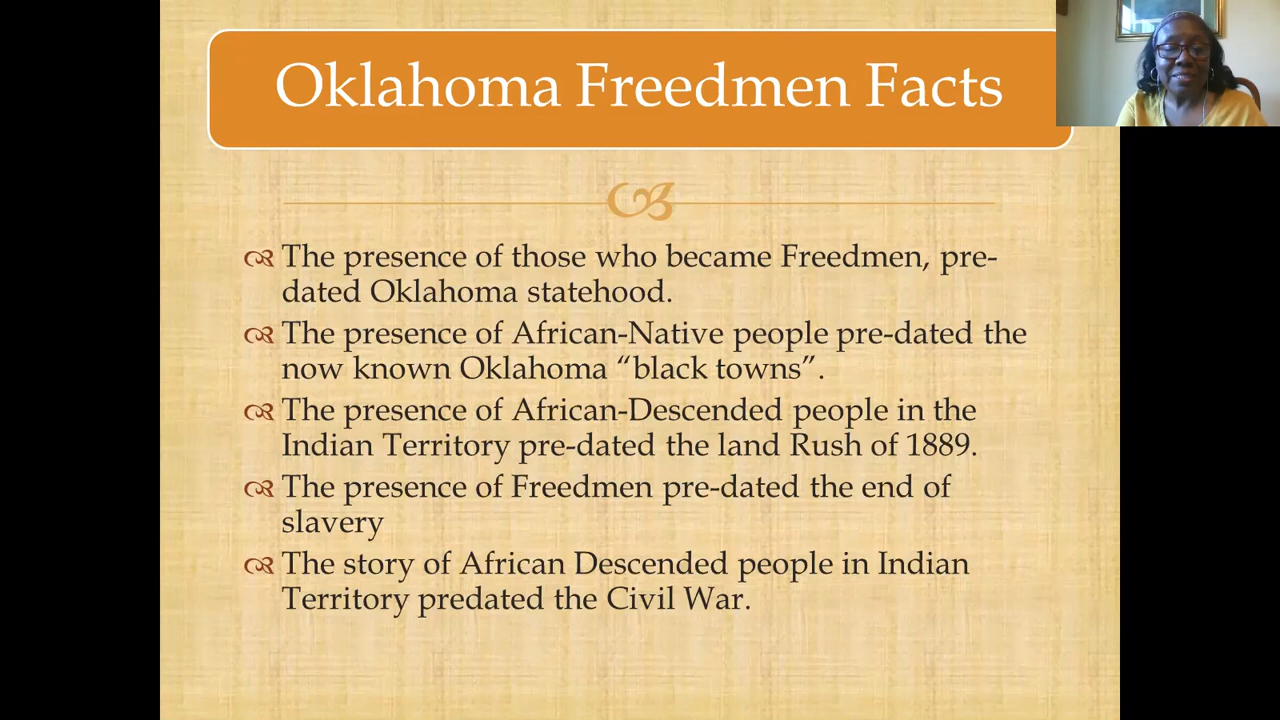 Oklahoma Freedmen Facts
The presence of those who became Freedmen, pre-
dated Oklahoma statehood.
The presence of African-Native people pre-dated the
now known Oklahoma “black towns”.
The presence of African-Descended people in the
Indian Territory pre-dated the land Rush of 1889.
The presence of Freedmen pre-dated the end of
slavery
The story of African Descended people in Indian
Territory predated the Civil War.